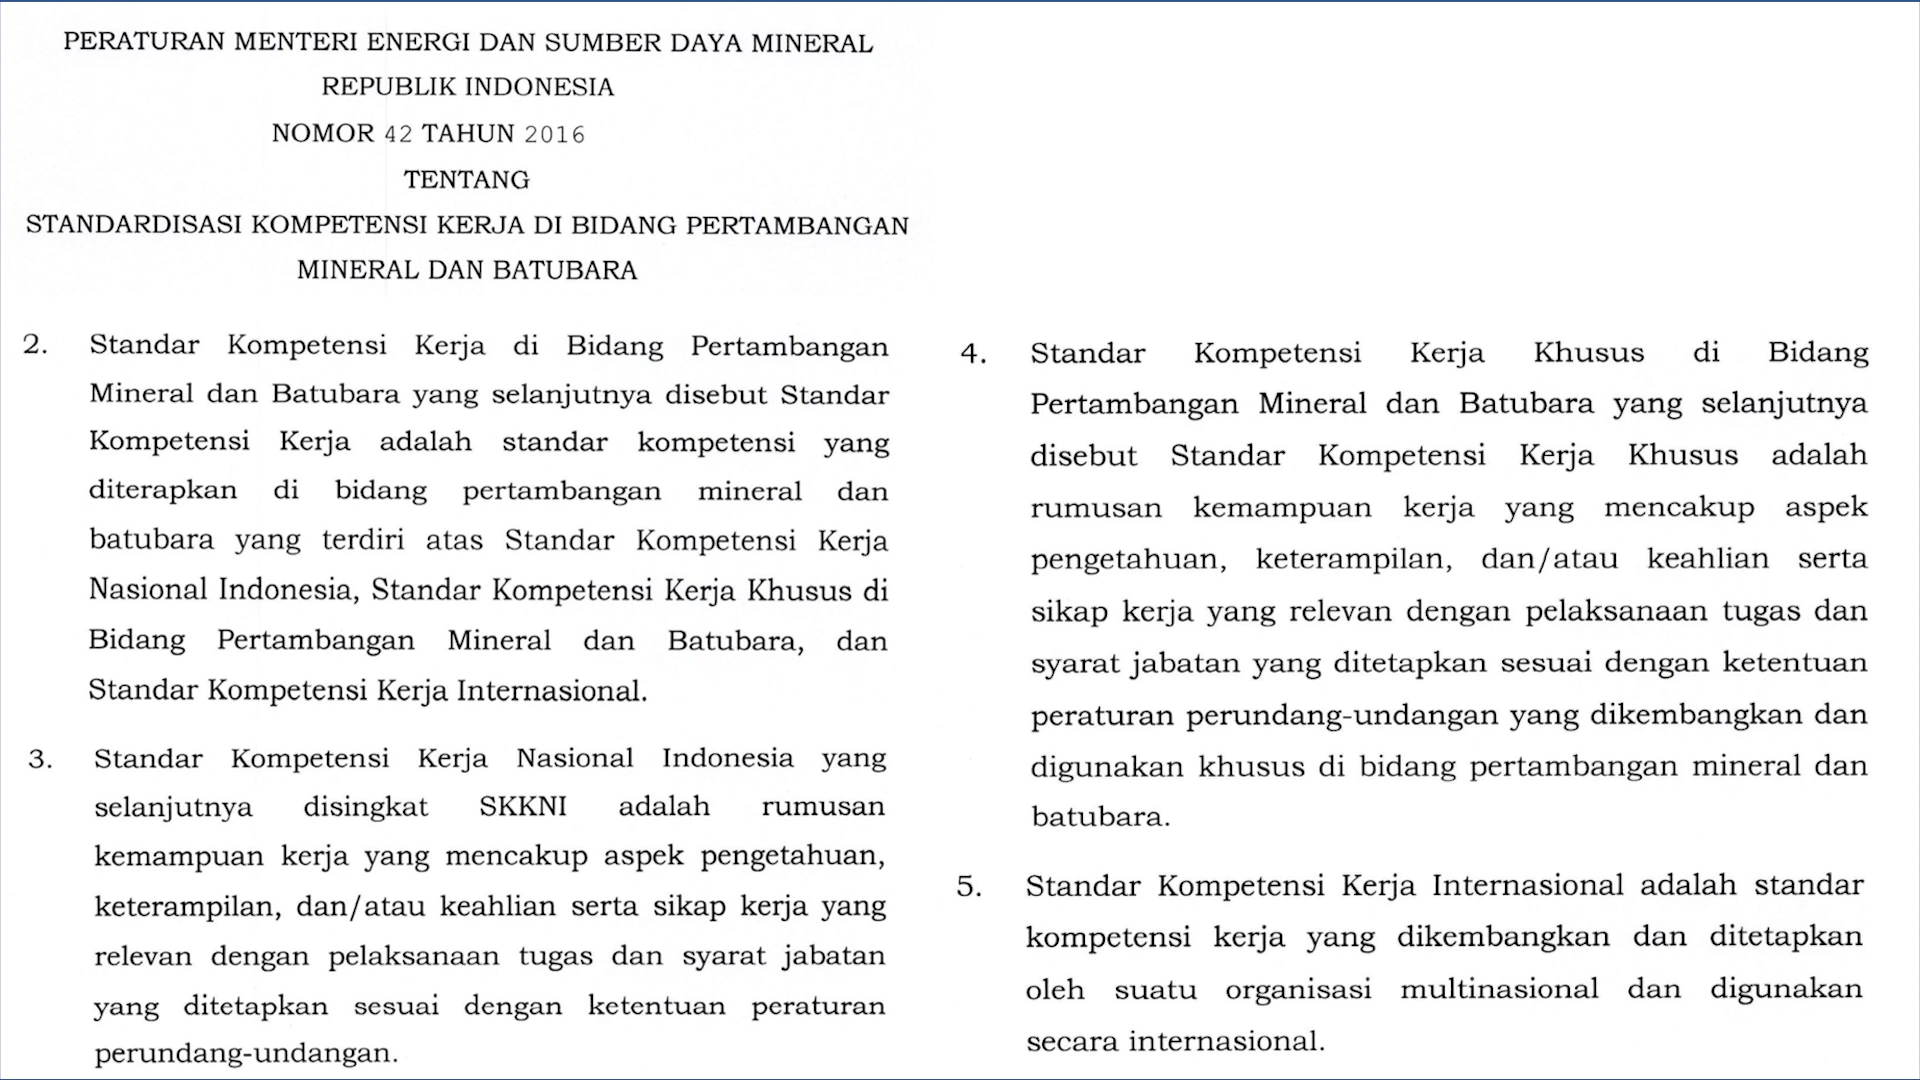 PERATURAN MENTERI ENERGI DAN SUMBER DAYA MINERAL
REPUBLIK INDONESIA
NOMOR 42 TAHUN 2016
TENTANG
STANDARDISASI KOMPETENSI KERJA DI BIDANG PERTAMBANGAN
MINERAL DAN BATUBARA
2. Standar Kompetensi Kerja di Bidang Pertambangan
Mineral dan Batubara yang selanjutnya disebut Standar
Kompetensi Kerja adalah standar kompetensi yang
diterapkan di bidang pertambangan mineral dan
batubara yang terdiri atas Standar Kompetensi Kerja
Nasional Indonesia, Standar Kompetensi Kerja Khusus di
Bidang Pertambangan Mineral dan Batubara, dan
Standar Kompetensi Kerja Internasional.
3. Standar Kompetensi Kerja Nasional Indonesia yang
selanjutnya disingkat SKKNI adalah rumusan
kemampuan kerja yang mencakup aspek pengetahuan,
keterampilan, dan/atau keahlian serta sikap kerja yang
relevan dengan pelaksanaan tugas dan syarat jabatan
yang ditetapkan sesuai dengan ketentuan peraturan
perundang-undangan.
4. Standar Kompetensi Kerja Khusus di Bidang
Pertambangan Mineral dan Batubara yang selanjutnya
disebut Standar Kompetensi Kerja Khusus adalah
rumusan kemampuan kerja yang mencakup aspek
pengetahuan, keterampilan, dan/atau keahlian serta
sikap kerja yang relevan dengan pelaksanaan tugas dan
syarat jabatan yang ditetapkan sesuai dengan ketentuan
peraturan perundang-undangan yang dikembangkan dan
digunakan khusus di bidang pertambangan mineral dan
batubara.
5. Standar Kompetensi Kerja Internasional adalah standar
kompetensi kerja yang dikembangkan dan ditetapkan
oleh suatu organisasi multinasional dan digunakan
secara internasional.